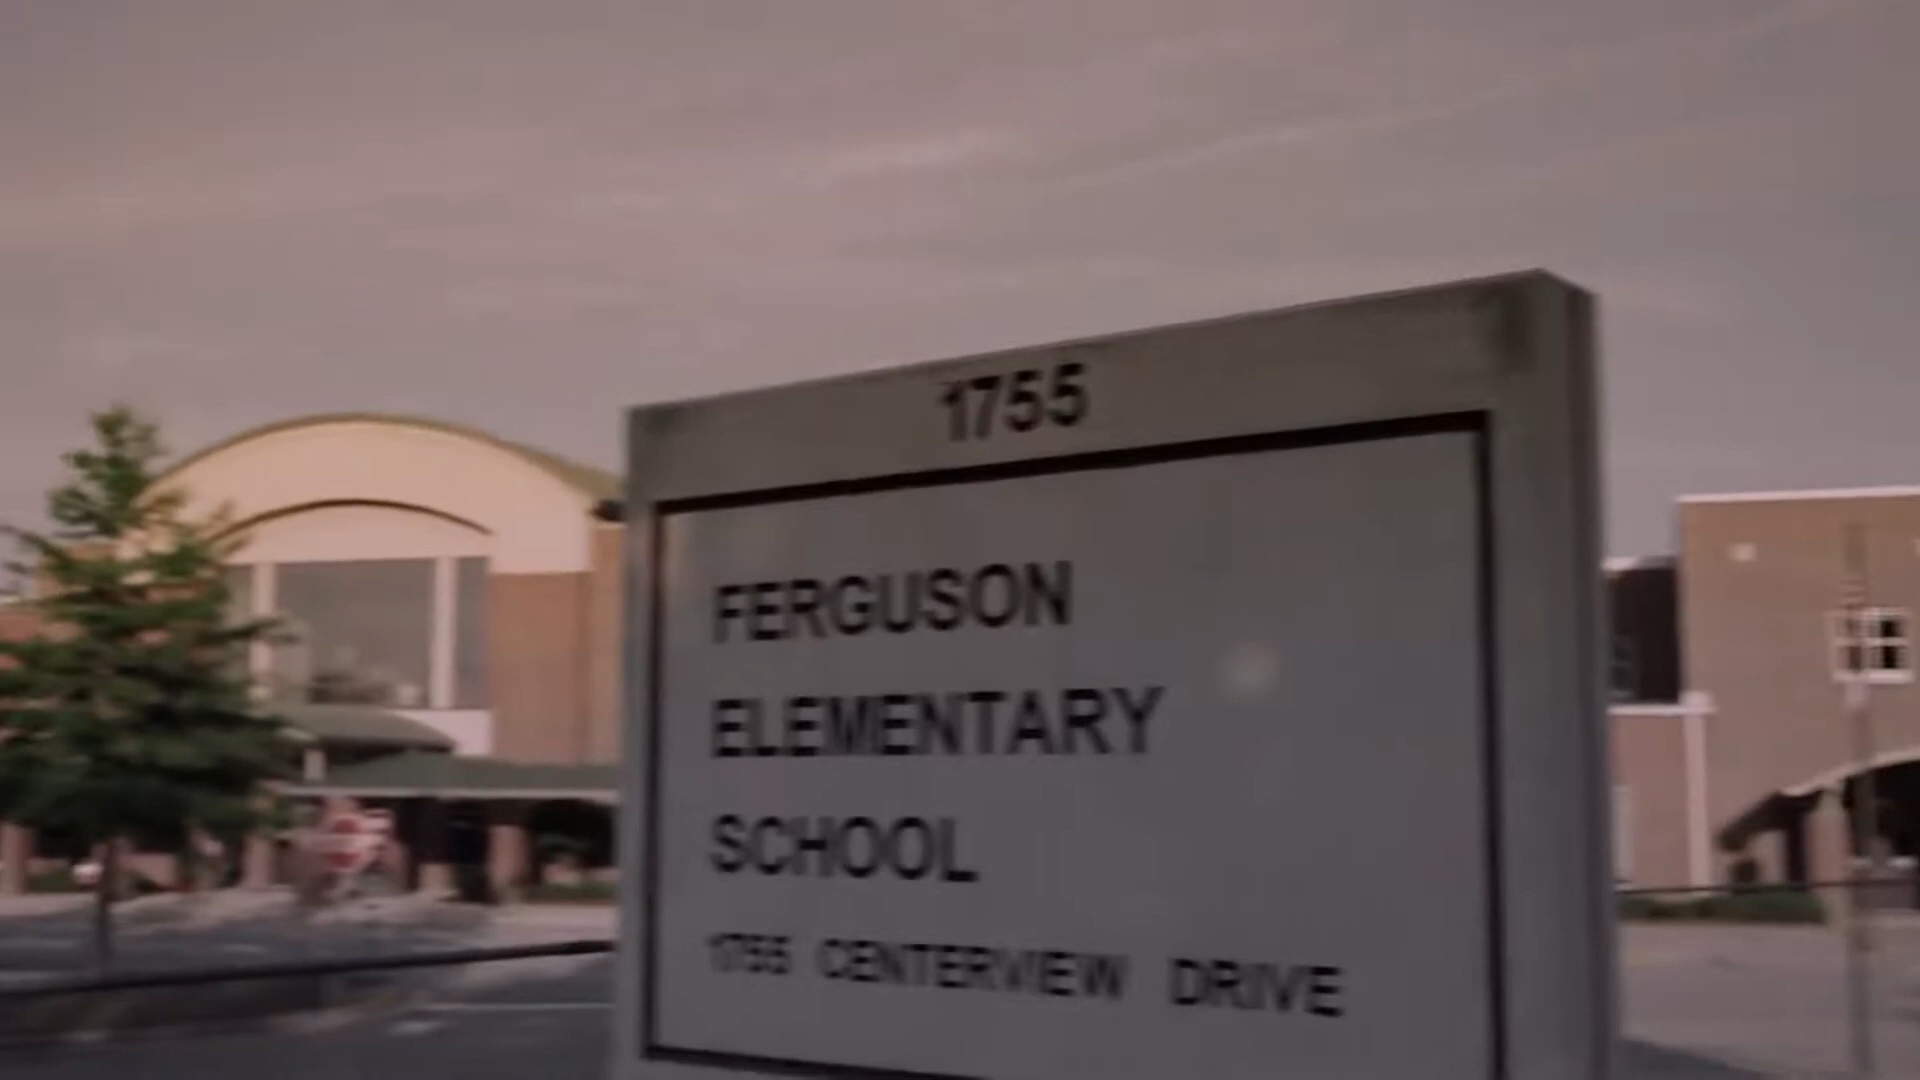 1755
FERGUSON
ELEMENTARY
SCHOOL
1755 CENTERVIEW DRIVE